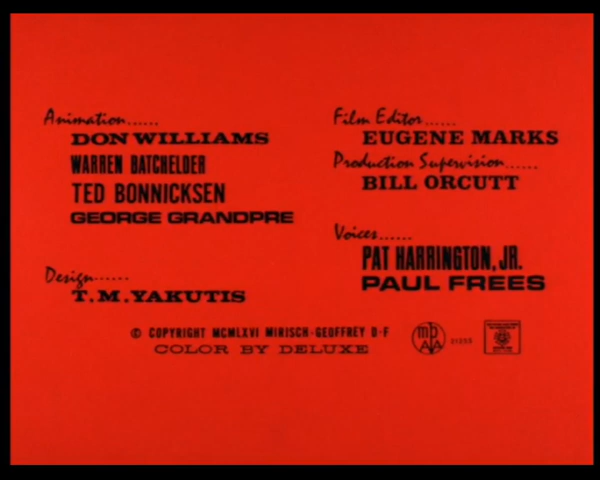 Animation......
DON WILLIAMS
WARREN BATCHELDER
TED BONNICKSEN
GEORGE GRANDPRE
Design......
T.M. YAKUTIS
Film Editor......
EUGENE MARKS
Production Supervision......
BILL ORCUTT
Voices......
PAT HARRINGTON, JR.
PAUL FREES
© COPYRIGHT MCMLXVI MIRISCH-GEOFFREY D-F
COLOR BY DELUXE